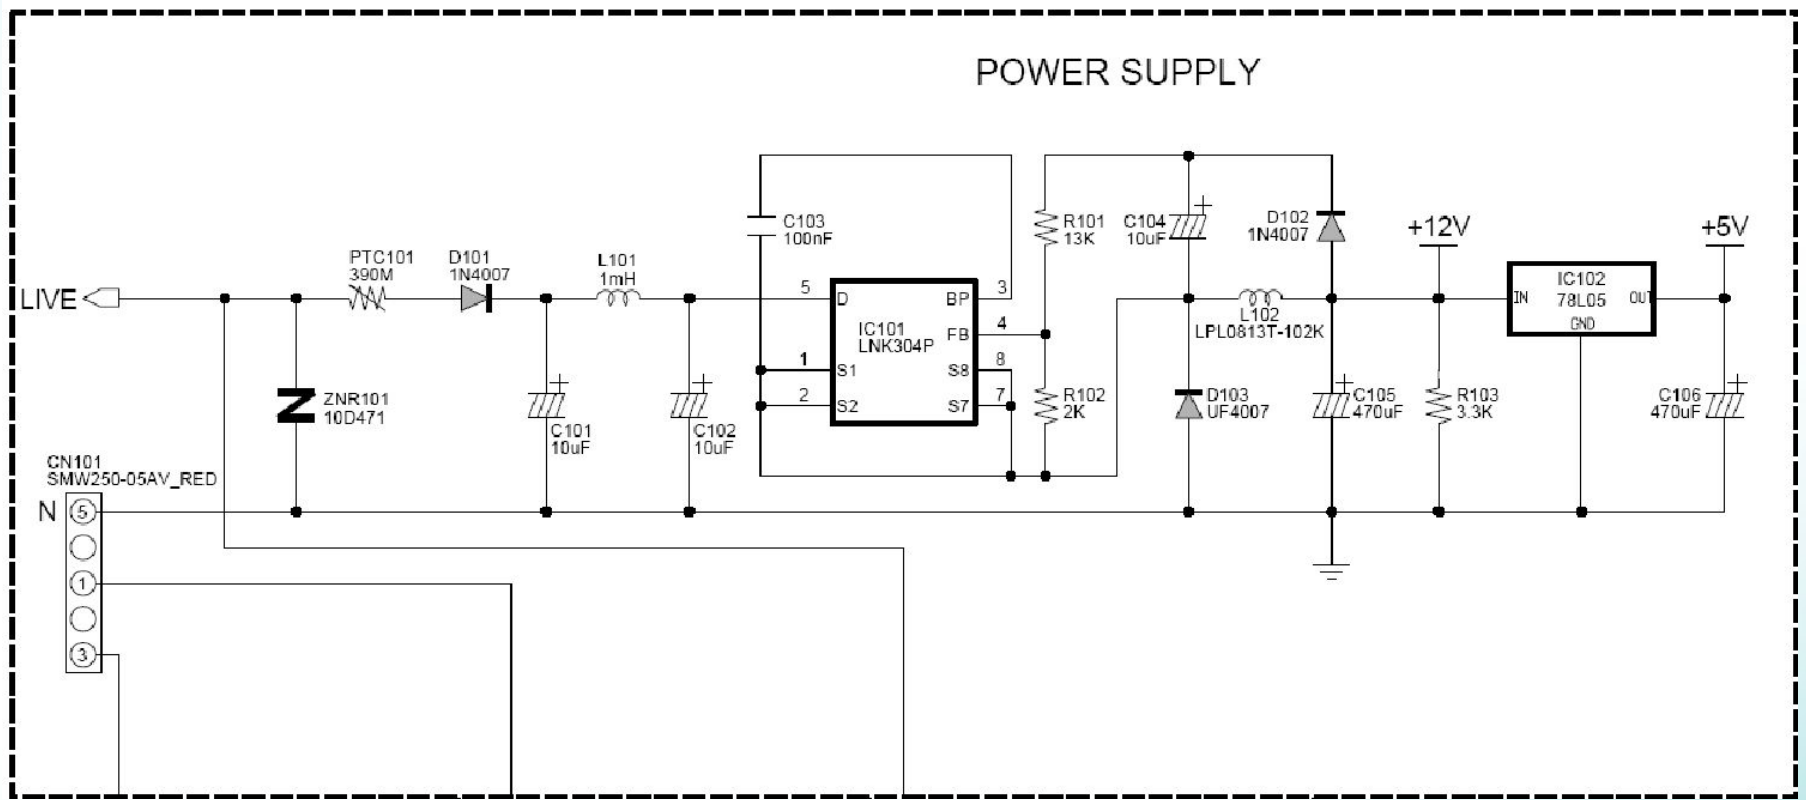 POWER SUPPLY
LIVE
PTC101
390M
D101
1N4007
L101
1mH
C103
100nF
5
D
BP
3
IC101
LNK304P
FB
4
1
S1
S8
8
2
S2
S7
7
R101
13K
R102
2K
C104
10uF
D102
1N4007
L102
LPL0813T-102K
D103
UF4007
C105
470uF
+12V
R103
3.3K
IC102
78L05
IN
OUT
GND
+5V
C106
470uF
ZNR101
10D471
C101
10uF
C102
10uF
CN101
SMW250-05AV_RED
N
5
1
3
+
+
+
+
+